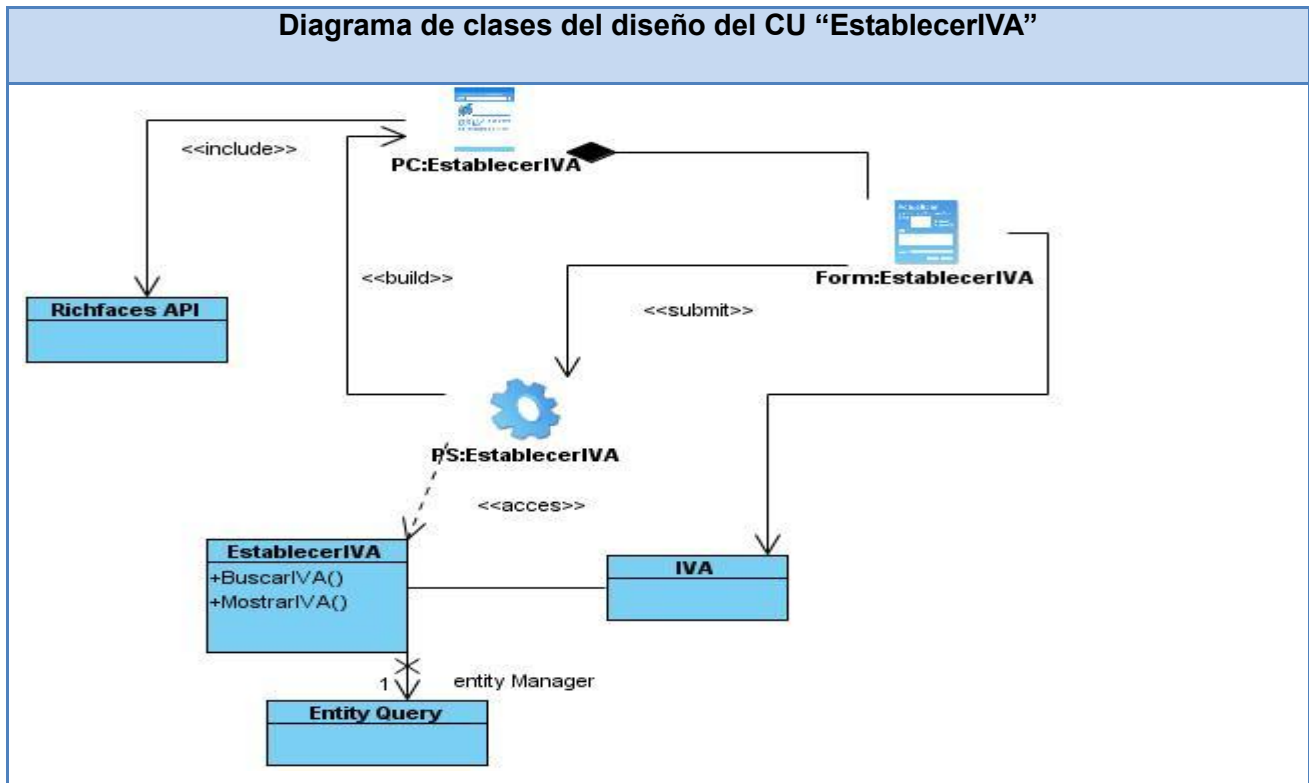 Diagrama de clases del diseño del CU “EstablecerIVA”
<<include>>
PC:EstablecerIVA
<<build>>
Form:EstablecerIVA
Richfaces API
<<submit>>
PS:EstablecerIVA
<<acces>>
EstablecerIVA
+BuscarIVA()
+MostrarIVA()
IVA
1
entity Manager
Entity Query